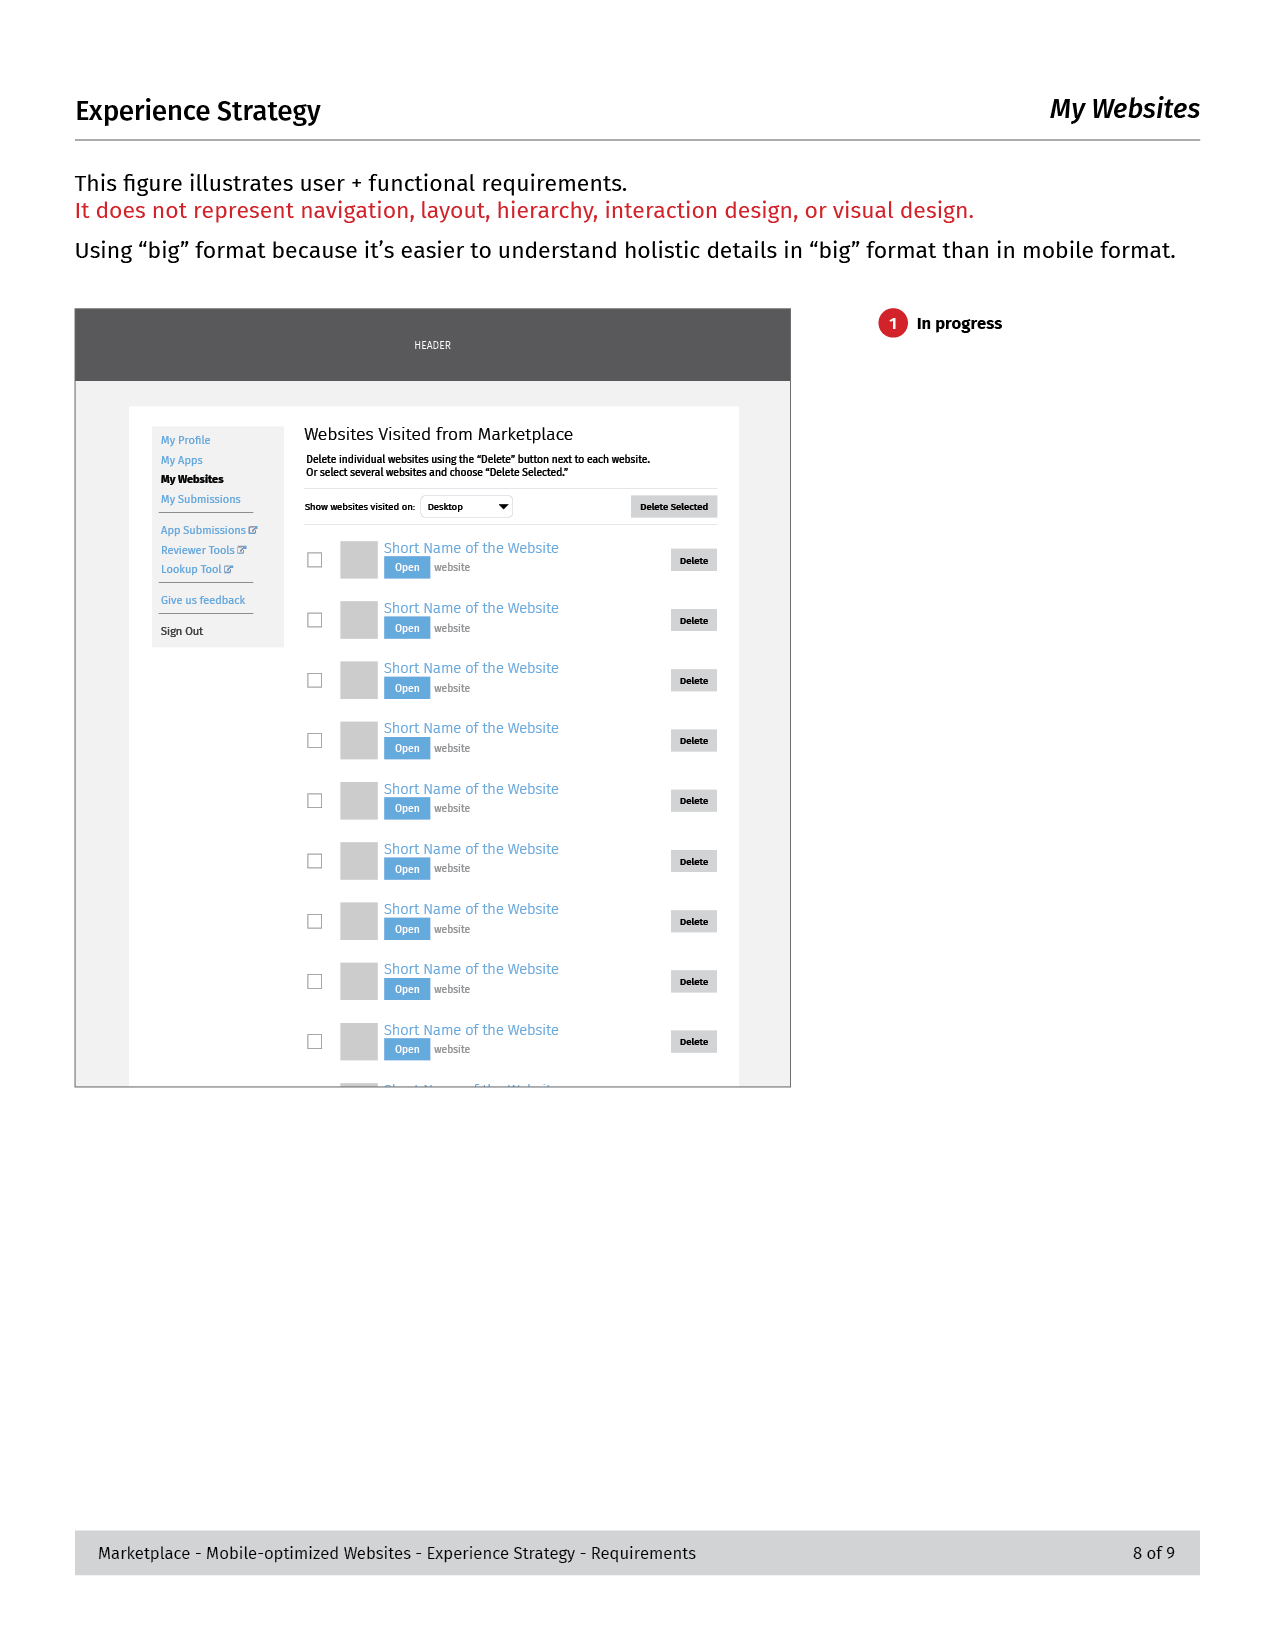 Experience Strategy
My Websites
This figure illustrates user + functional requirements.
It does not represent navigation, layout, hierarchy, interaction design, or visual design.
Using “big” format because it’s easier to understand holistic details in “big” format than in mobile format.
HEADER
1 In progress
My Profile
My Apps
My Websites
My Submissions
App Submissions
Reviewer Tools
Lookup Tool
Give us feedback
Sign Out
Websites Visited from Marketplace
Delete individual websites using the “Delete” button next to each website.
Or select several websites and choose “Delete Selected.”
Show websites visited on: Desktop Delete Selected
Short Name of the Website
Open website Delete
Short Name of the Website
Open website Delete
Short Name of the Website
Open website Delete
Short Name of the Website
Open website Delete
Short Name of the Website
Open website Delete
Short Name of the Website
Open website Delete
Short Name of the Website
Open website Delete
Short Name of the Website
Open website Delete
Short Name of the Website
Open website Delete
Marketplace - Mobile-optimized Websites - Experience Strategy - Requirements
8 of 9